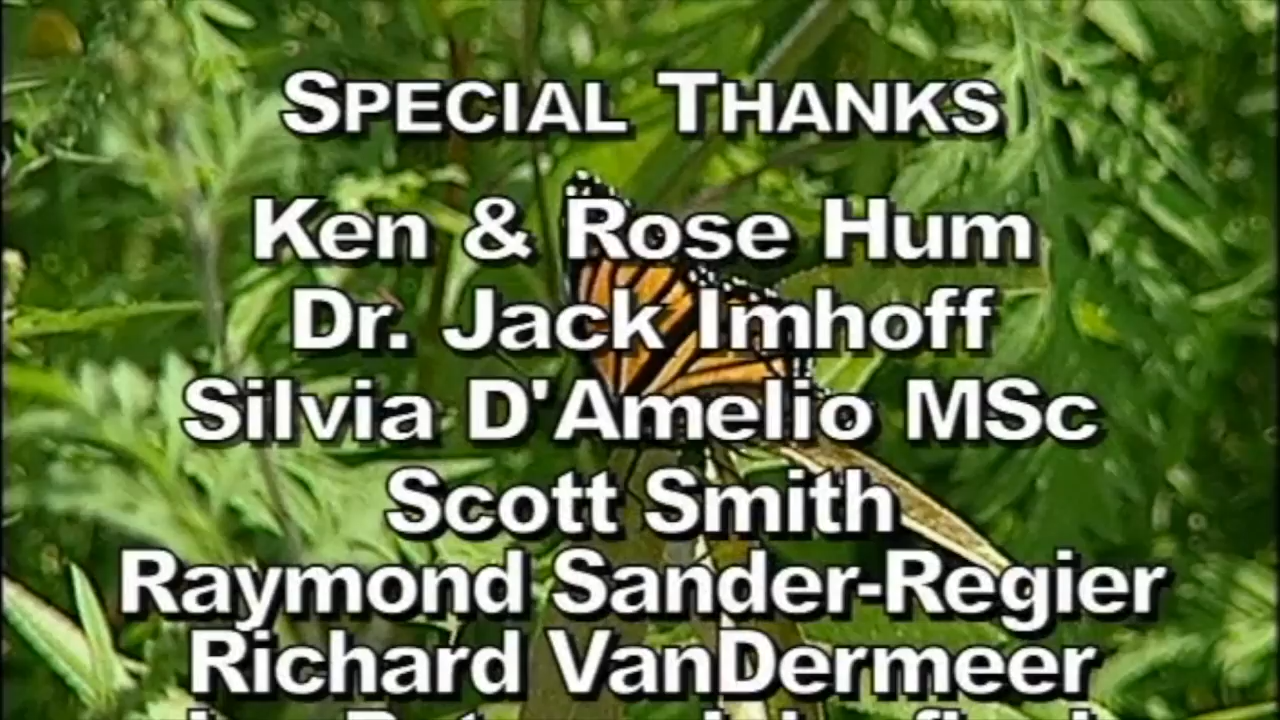 SPECIAL THANKS
Ken & Rose Hum
Dr. Jack Imhoff
Silvia D'Amelio MSc
Scott Smith
Raymond Sander-Regier
Richard VanDermeer